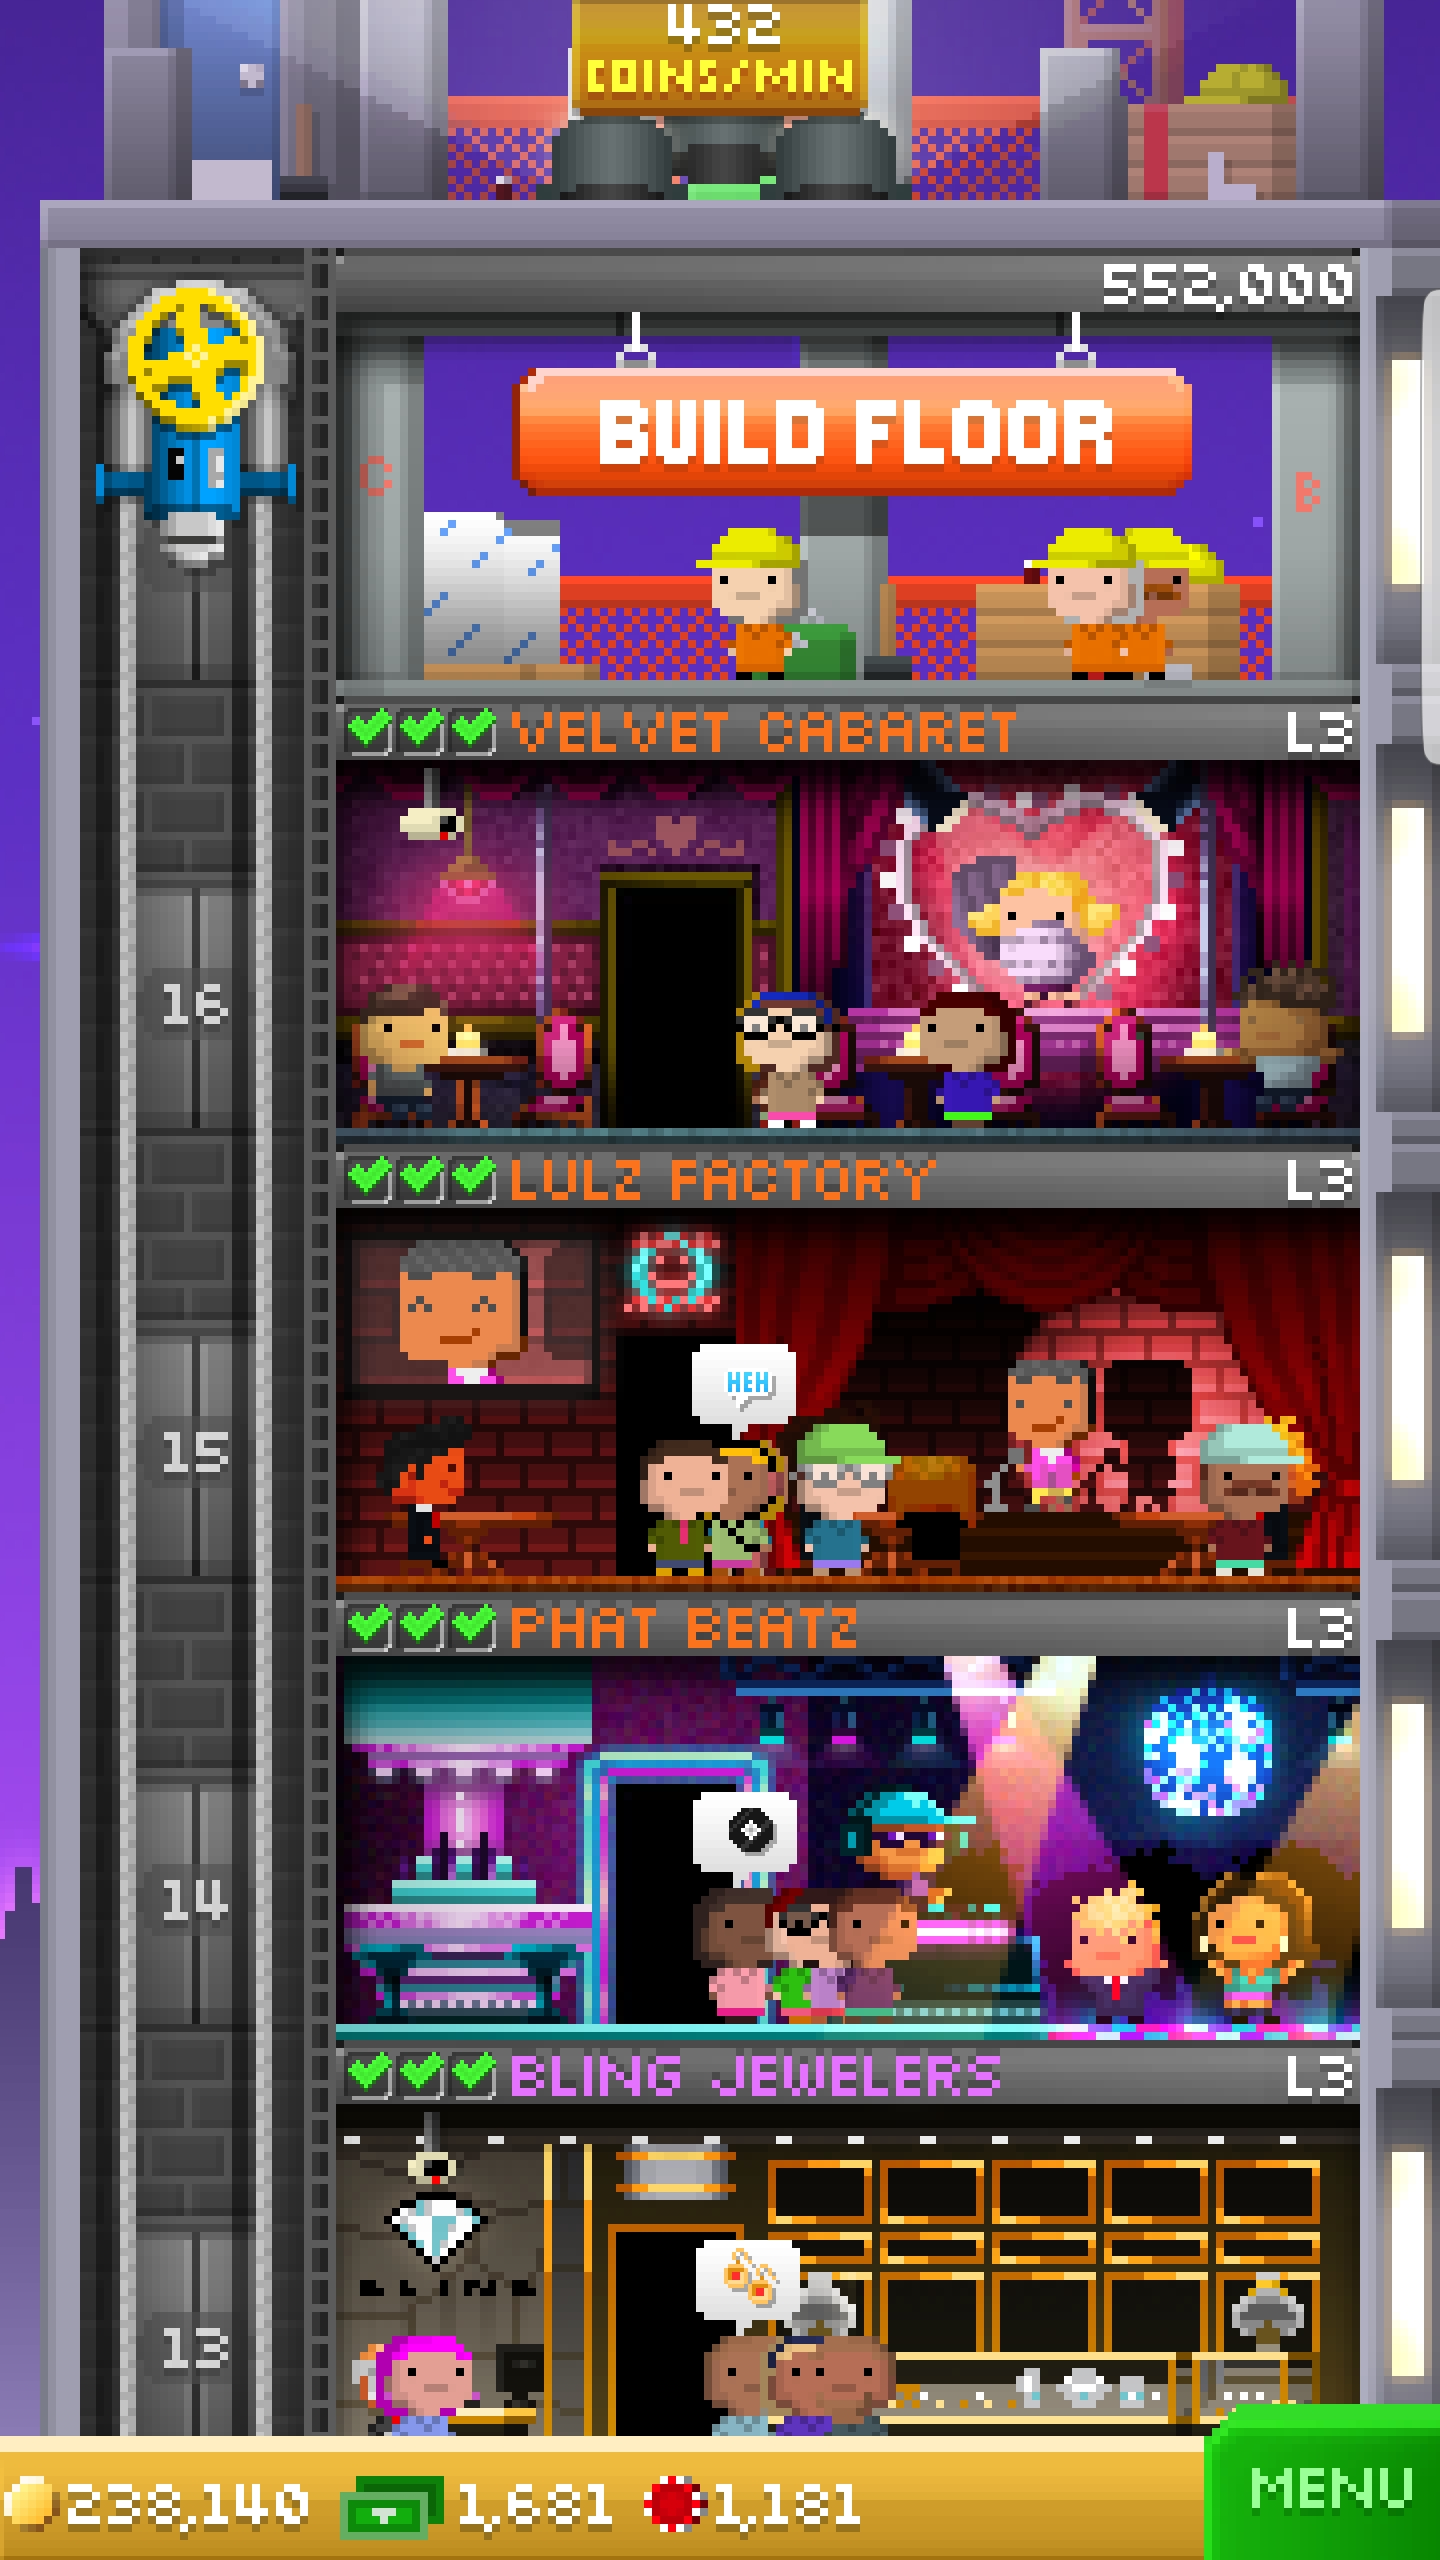 432
COINS/MIN
552,000
BUILD FLOOR
C
B
VELVET CABARET L3
16
LULZ FACTORY L3
HEH
15
PHAT BEATZ L3
14
BLING JEWELERS L3
BLING
13
238,140 1,681 1,181
MENU